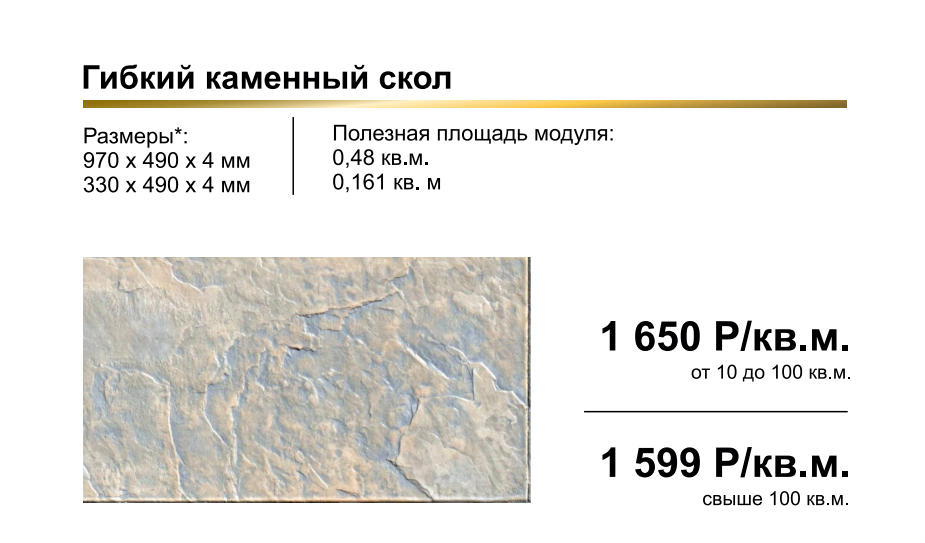 Гибкий каменный скол
Размеры*:
970 х 490 х 4 мм
330 х 490 х 4 мм
Полезная площадь модуля:
0,48 кв.м.
0,161 кв. м
1 650 Р/кв.м.
от 10 до 100 кв.м.
1 599 Р/кв.м.
свыше 100 кв.м.